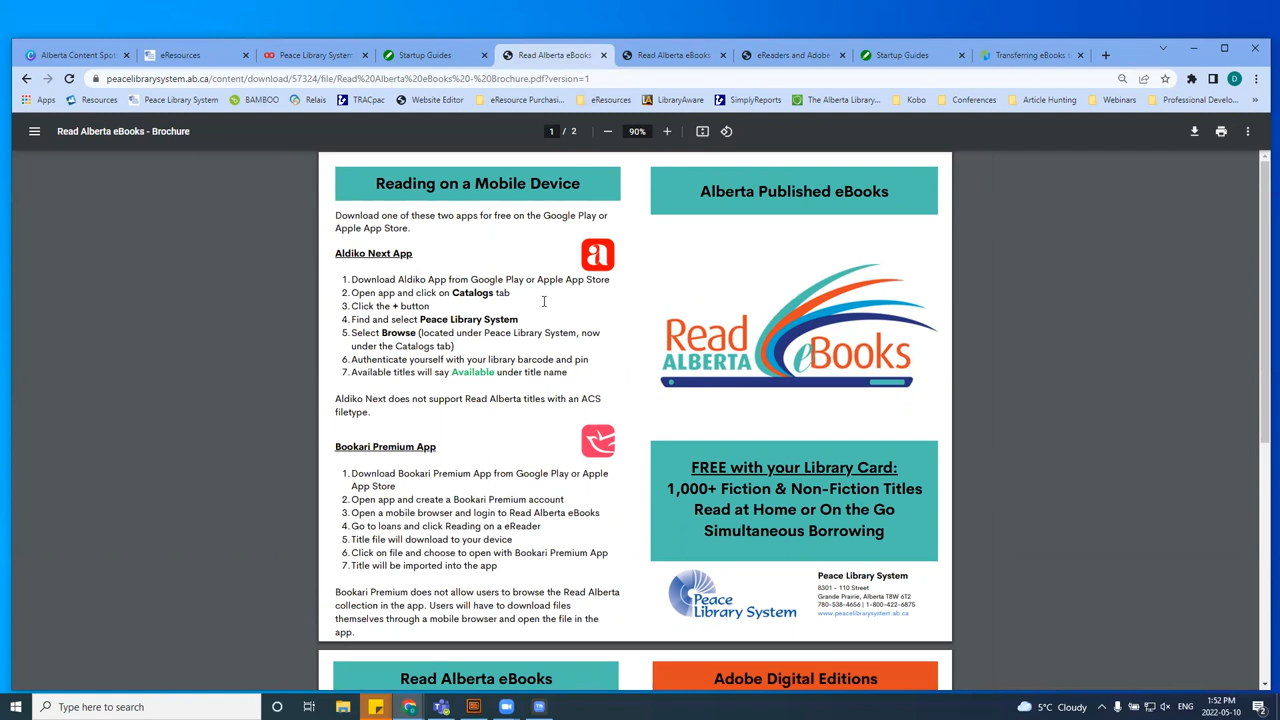 Alberta Content Spo
eResources
Peace Library System
Startup Guides
Read Alberta eBooks
Read Alberta eBooks
eReaders and Adobe
Startup Guides
Transferring eBooks t
peacelibrarysystem.ab.ca/content/download/57324/file/Read%20Alberta%20eBooks%20-%20Brochure.pdf?version=1
D
Apps
Resources
Peace Library System
BAMBOO
Relais
TRACpac
Website Editor
eResource Purchasi...
eResources
LibraryAware
SimplyReports
The Alberta Library...
Kobo
Conferences
Article Hunting
Webinars
Professional Develo...
»
Read Alberta eBooks - Brochure
1 / 2
90%
Reading on a Mobile Device
Download one of these two apps for free on the Google Play or
Apple App Store.
Aldiko Next App
a
1. Download Aldiko App from Google Play or Apple App Store
2. Open app and click on Catalogs tab
3. Click the + button
4. Find and select Peace Library System
5. Select Browse (located under Peace Library System, now
under the Catalogs tab)
6. Authenticate yourself with your library barcode and pin
7. Available titles will say Available under title name
Aldiko Next does not support Read Alberta titles with an ACS
filetype.
Bookari Premium App
1. Download Bookari Premium App from Google Play or Apple
App Store
2. Open app and create a Bookari Premium account
3. Open a mobile browser and login to Read Alberta eBooks
4. Go to loans and click Reading on a eReader
5. Title file will download to your device
6. Click on file and choose to open with Bookari Premium App
7. Title will be imported into the app
Bookari Premium does not allow users to browse the Read Alberta
collection in the app. Users will have to download files
themselves through a mobile browser and open the file in the
app.
Alberta Published eBooks
Read
ALBERTA
eBooks
FREE with your Library Card:
1,000+ Fiction & Non-Fiction Titles
Read at Home or On the Go
Simultaneous Borrowing
Peace
Library System
Peace Library System
8301 - 110 Street
Grande Prairie, Alberta T8W 6T2
780-538-4656 | 1-800-422-6875
www.peacelibrarysystem.ab.ca
Read Alberta eBooks
Adobe Digital Editions
Type here to search
5°C Cloudy
ENG
1:52 PM
2022-05-10
2